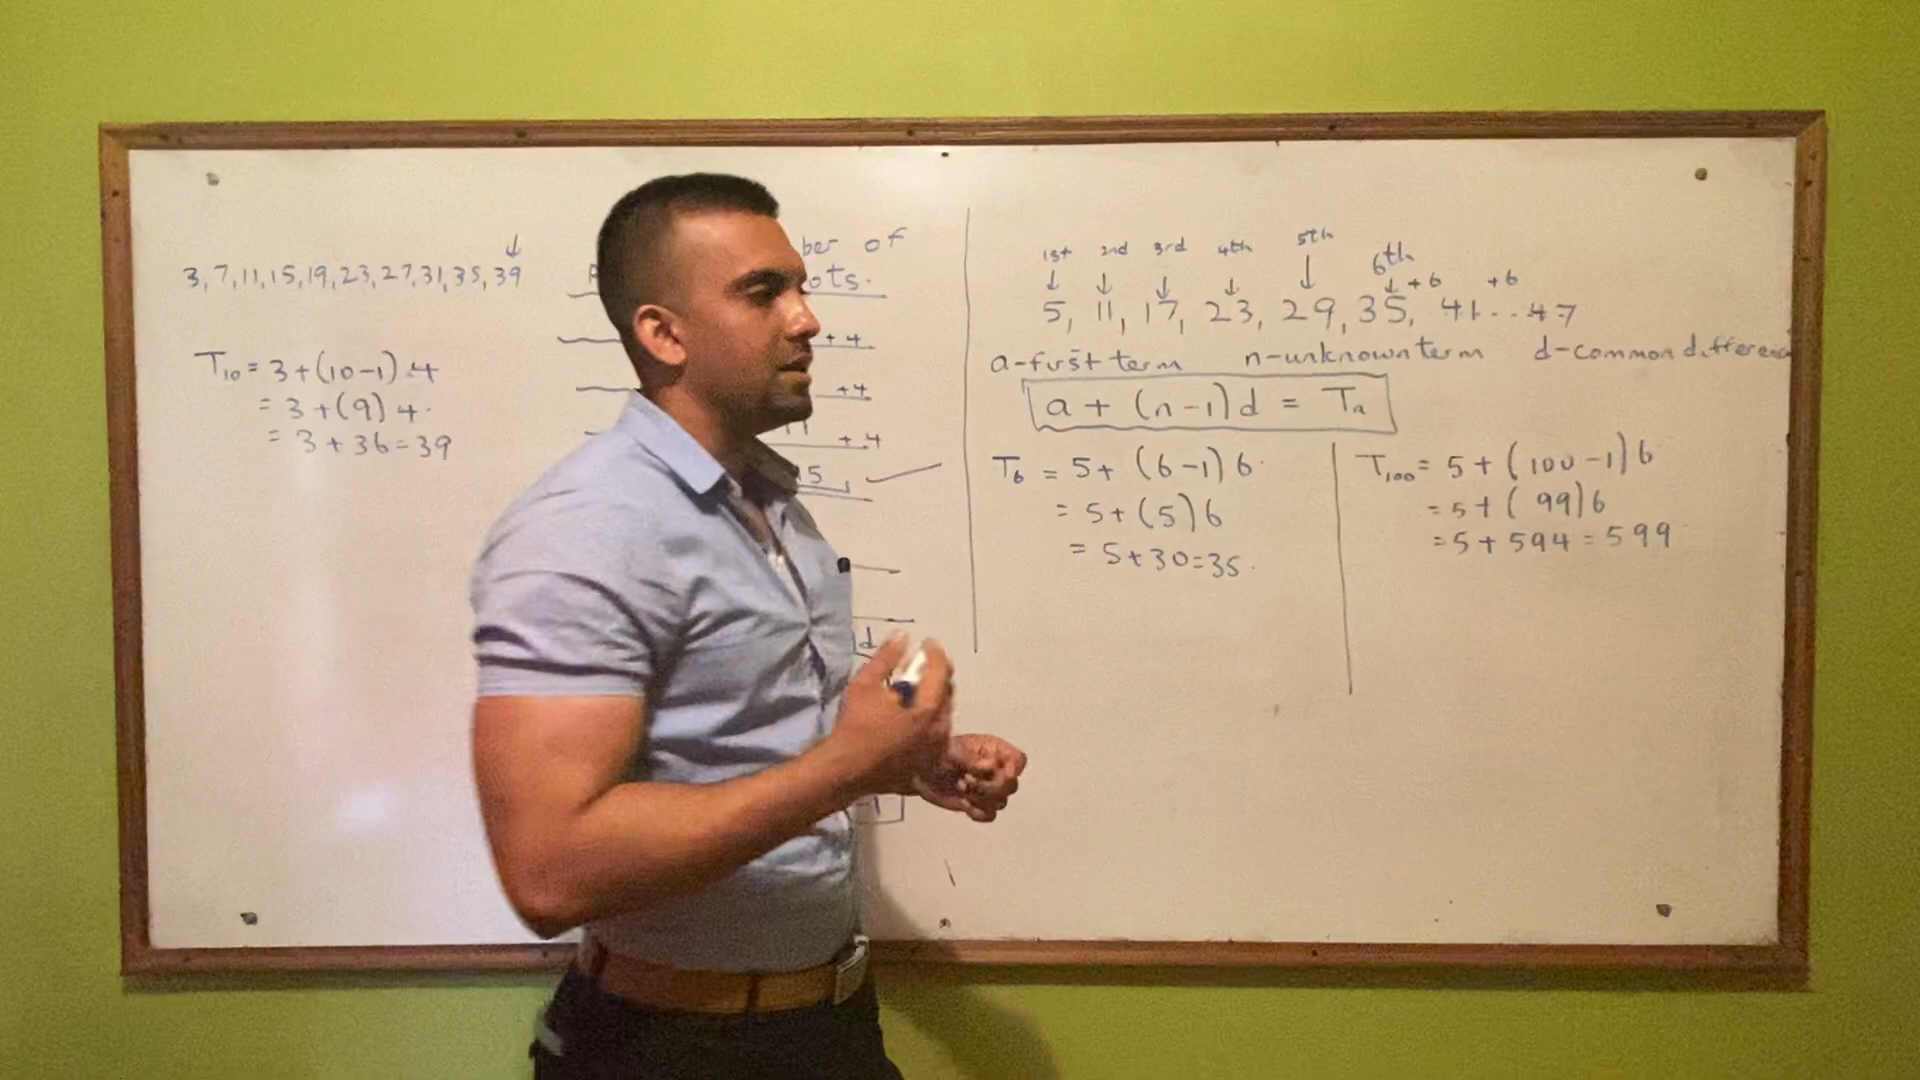 3, 7, 11, 15, 19, 23, 27, 31, 35, 39
T10 = 3 + (10-1) 4
= 3 + (9) 4.
= 3 + 36 = 39
ber of
ots.
+4
+4
+4
15
d
1st 2nd 3rd 4th 5th 6th
+6 +6
5, 11, 17, 23, 29, 35, 41... 47
a-first term n-unknown term d-common difference
a + (n-1)d = Tn
T6 = 5 + (6-1) 6.
= 5 + (5) 6
= 5 + 30 = 35.
T100 = 5 + (100-1) 6
= 5 + (99) 6
= 5 + 594 = 599